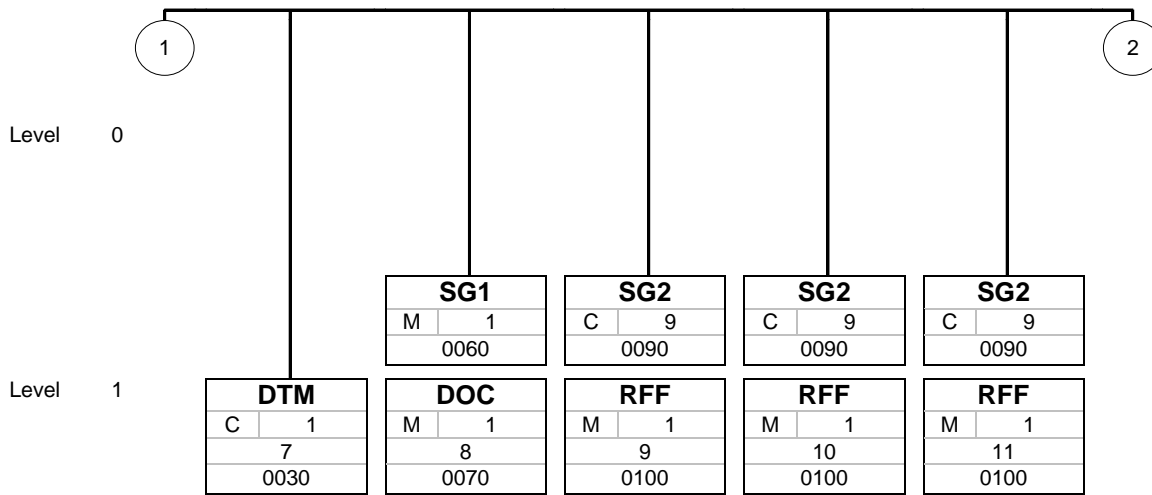 1 2
Level 0
SG1 SG2 SG2 SG2
M 1 C 9 C 9 C 9
0060 0090 0090 0090
Level 1
DTM DOC RFF RFF RFF
C 1 M 1 M 1 M 1 M 1
7 8 9 10 11
0030 0070 0100 0100 0100